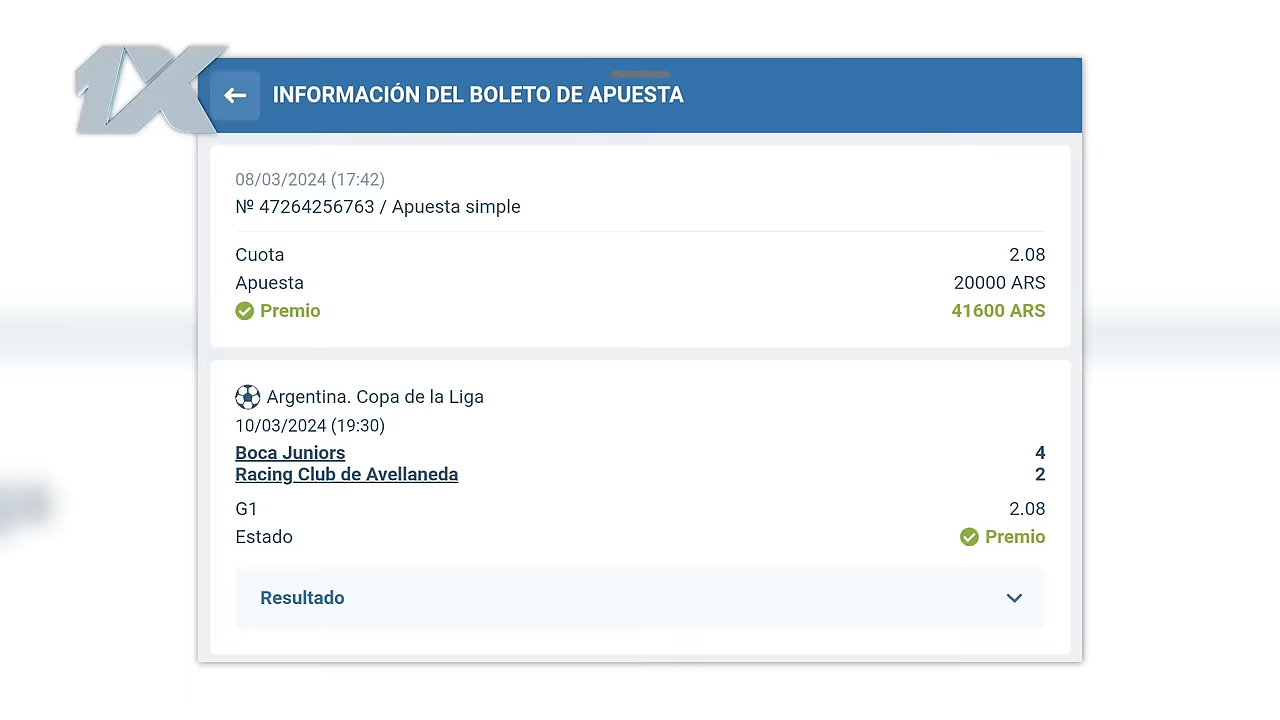 1X
INFORMACIÓN DEL BOLETO DE APUESTA
08/03/2024 (17:42)
Nº 47264256763 / Apuesta simple
Cuota 2.08
Apuesta 20000 ARS
Premio 41600 ARS
Argentina. Copa de la Liga
10/03/2024 (19:30)
Boca Juniors 4
Racing Club de Avellaneda 2
G1 2.08
Estado Premio
Resultado